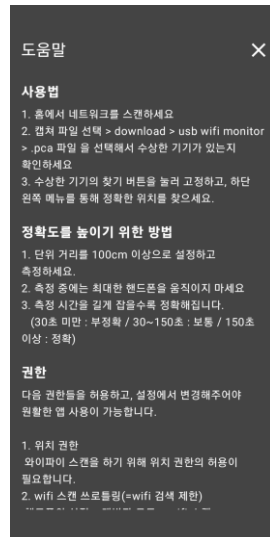 도움말
사용법
1. 홈에서 네트워크를 스캔하세요
2. 캡쳐 파일 선택 > download > usb wifi monitor
> .pca 파일 을 선택해서 수상한 기기가 있는지
확인하세요
3. 수상한 기기의 찾기 버튼을 눌러 고정하고, 하단
왼쪽 메뉴를 통해 정확한 위치를 찾으세요.
정확도를 높이기 위한 방법
1. 단위 거리를 100cm 이상으로 설정하고
측정하세요.
2. 측정 중에는 최대한 핸드폰을 움직이지 마세요
3. 측정 시간을 길게 잡을수록 정확해집니다.
(30초 미만 : 부정확 / 30~150초 : 보통 / 150초
이상 : 정확)
권한
다음 권한들을 허용하고, 설정에서 변경해주어야
원활한 앱 사용이 가능합니다.
1. 위치 권한
와이파이 스캔을 하기 위해 위치 권한의 허용이
필요합니다.
2. wifi 스캔 쓰로틀링(=wifi 검색 제한)